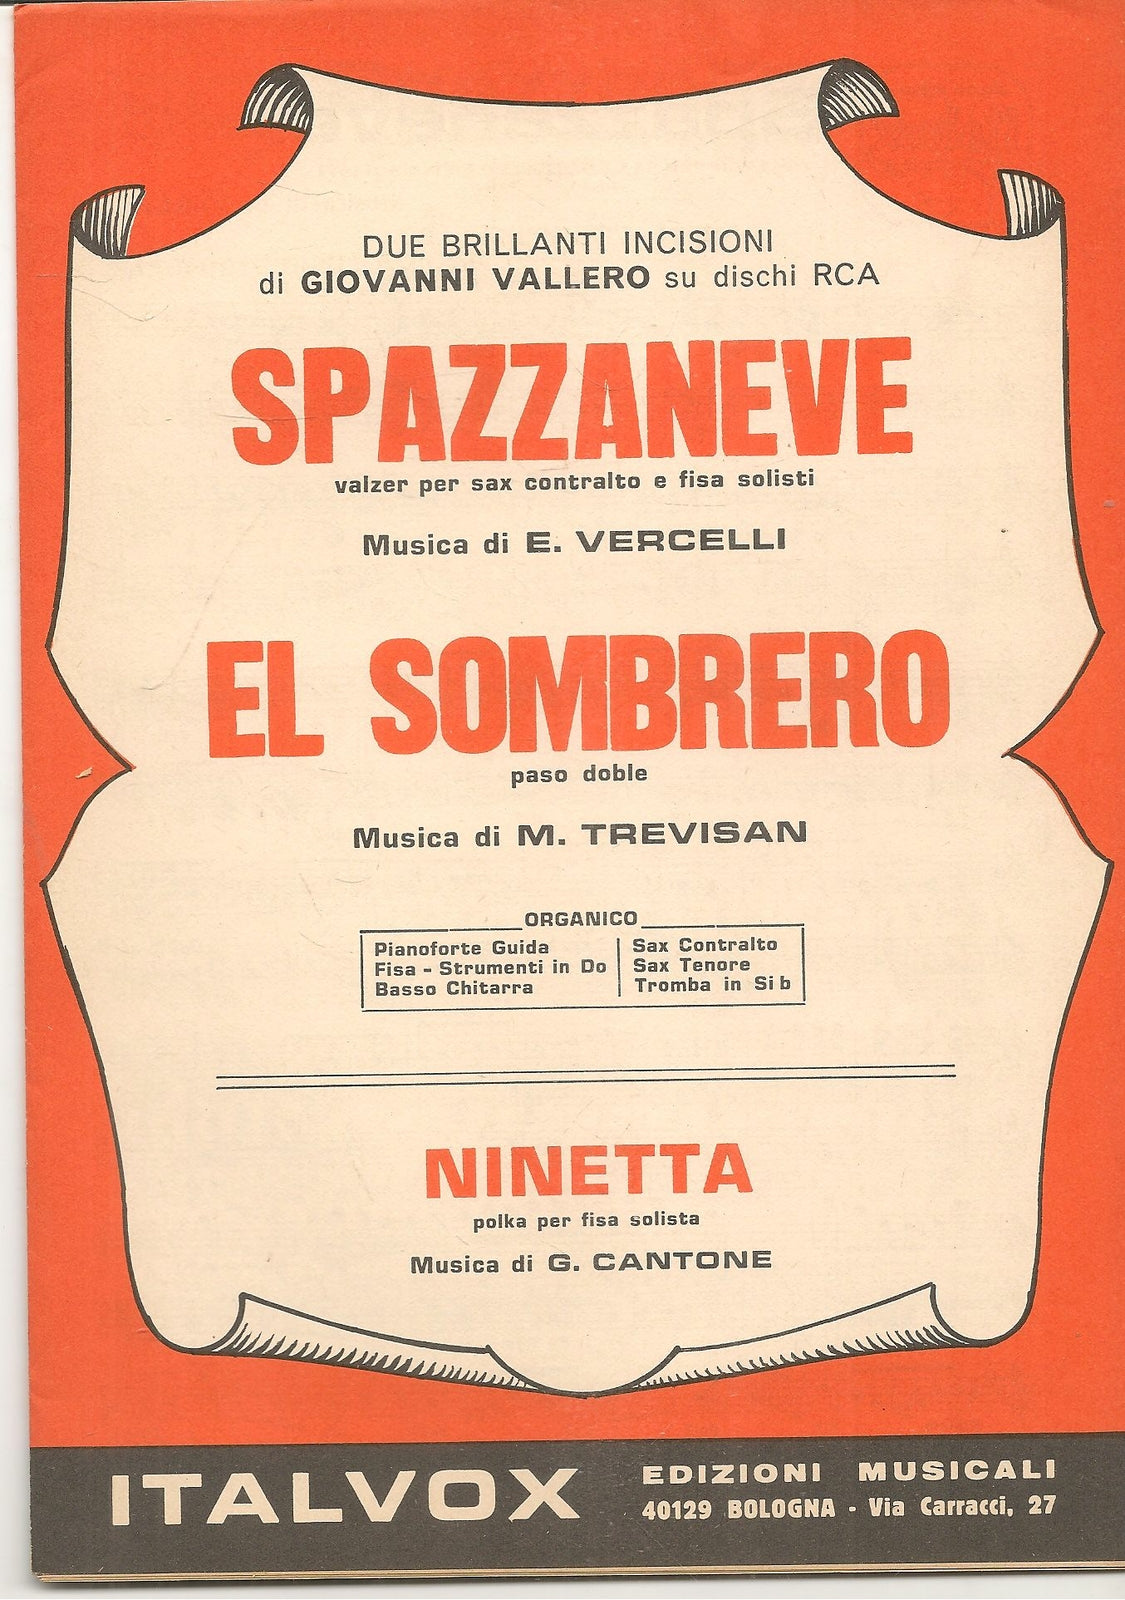 DUE BRILLANTI INCISIONI
di GIOVANNI VALLERO su dischi RCA
SPAZZANEVE
valzer per sax contralto e fisa solisti
Musica di E. VERCELLI
EL SOMBRERO
paso doble
Musica di M. TREVISAN
ORGANICO
Pianoforte Guida
Fisa - Strumenti in Do
Basso Chitarra
Sax Contralto
Sax Tenore
Tromba in Si b
NINETTA
polka per fisa solista
Musica di G. CANTONE
ITALVOX
EDIZIONI MUSICALI
40129 BOLOGNA - Via Carracci, 27